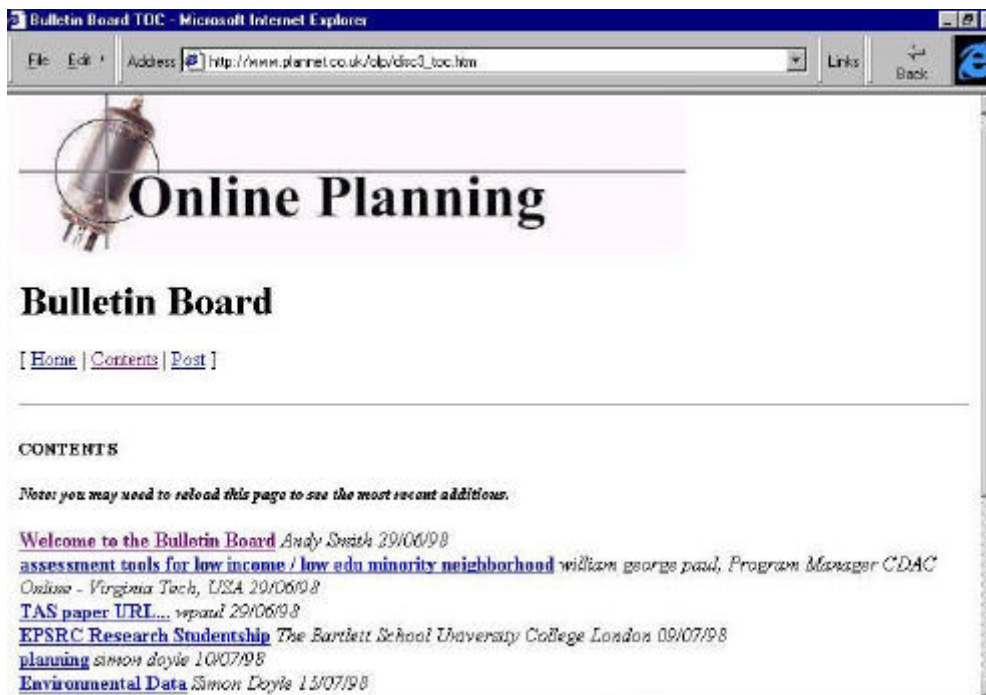 Bulletin Board TOC - Microsoft Internet Explorer
File Edit Address http://www.plannet.co.uk/olp/disc3_toc.htm Links Back
Online Planning
Bulletin Board
[ Home | Contents | Post ]
CONTENTS
Note: you may need to reload this page to see the most recent additions.
Welcome to the Bulletin Board Andy Smith 29/06/98
assessment tools for low income / low edu minority neighborhood william george paul, Program Manager CDAC
Online - Virginia Tech, USA 29/06/98
TAS paper URL... wpaul 29/06/98
EPSRC Research Studentship The Bartlett School University College London 09/07/98
planning simon doyle 10/07/98
Environmental Data Simon Doyle 13/07/98